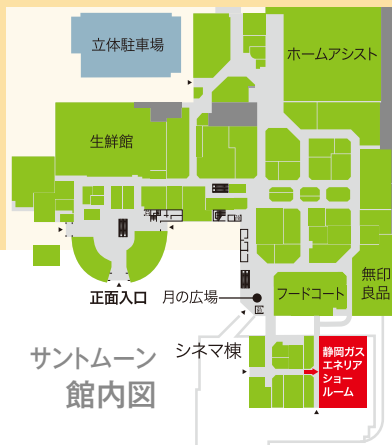 立体駐車場
ホームアシスト
生鮮館
正面入口
月の広場
フードコート
無印
良品
シネマ棟
静岡ガス
エネリア
ショー
ルーム
サントムーン
館内図